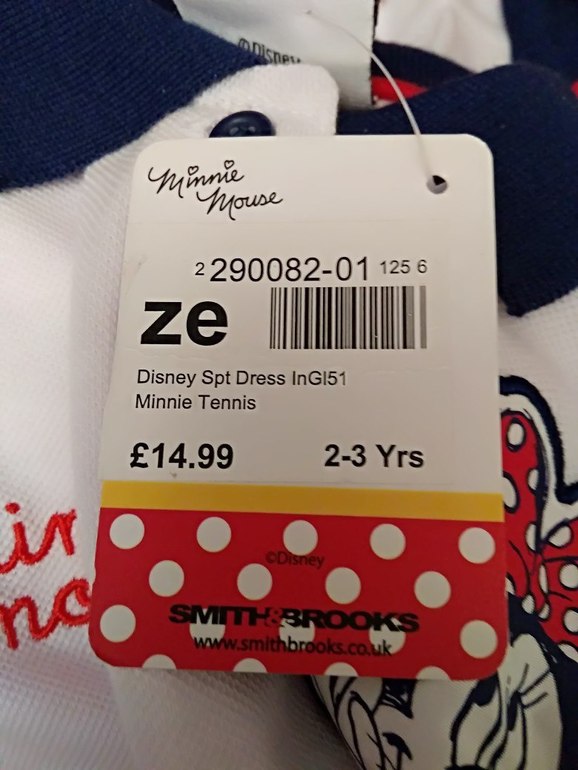 ©Disney
Minnie
Mouse
2 290082-01 125 6
ze
Disney Spt Dress InGl51
Minnie Tennis
£14.99 2-3 Yrs
©Disney
SMITH&BROOKS
www.smithbrooks.co.uk